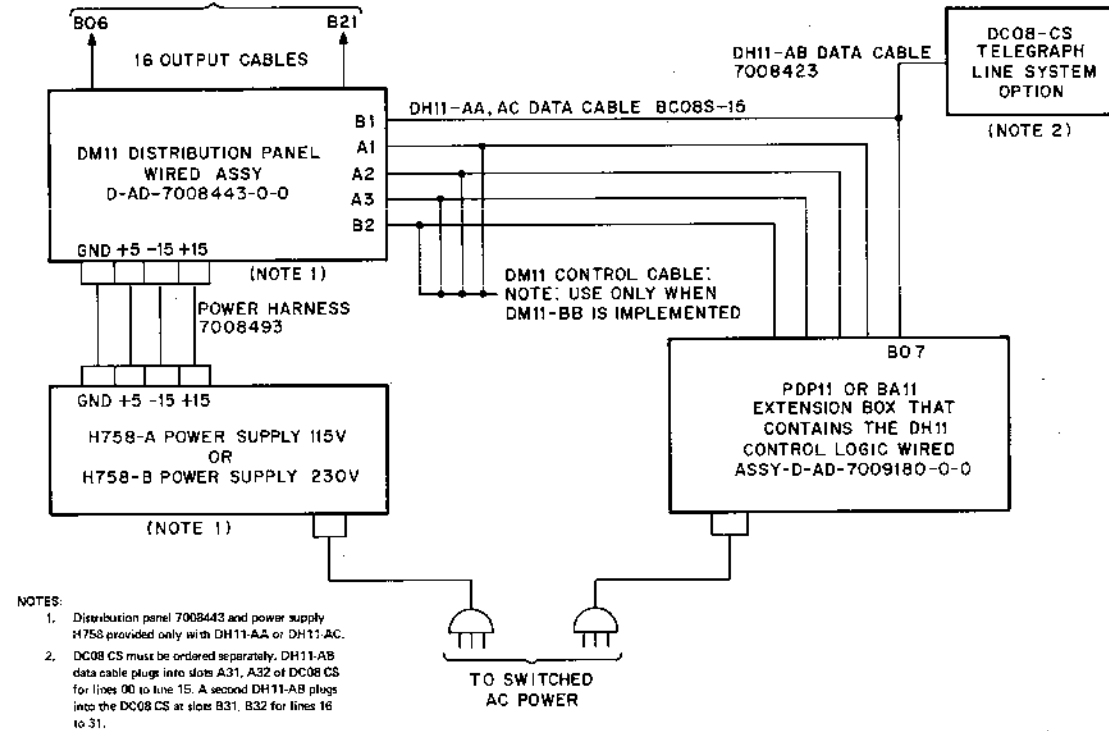 B06
B21
16 OUTPUT CABLES
DH11-AB DATA CABLE
7008423
DC08-CS
TELEGRAPH
LINE SYSTEM
OPTION
(NOTE 2)
DH11-AA, AC DATA CABLE BC08S-15
B1
A1
A2
A3
B2
DM11 DISTRIBUTION PANEL
WIRED ASSY
D-AD-7008443-0-0
GND +5 -15 +15
(NOTE 1)
DM11 CONTROL CABLE:
NOTE: USE ONLY WHEN
DM11-BB IS IMPLEMENTED
POWER HARNESS
7008493
B07
PDP11 OR BA11
EXTENSION BOX THAT
CONTAINS THE DH11
CONTROL LOGIC WIRED
ASSY-D-AD-7009180-0-0
GND +5 -15 +15
H758-A POWER SUPPLY 115V
OR
H758-B POWER SUPPLY 230V
(NOTE 1)
TO SWITCHED
AC POWER
NOTES:
1. Distribution panel 7008443 and power supply
H758 provided only with DH11-AA or DH11-AC.
2. DC08 CS must be ordered separately. DH11-AB
data cable plugs into slots A31, A32 of DC08 CS
for lines 00 to line 15. A second DH11-AB plugs
into the DC08 CS at slots B31, B32 for lines 16
to 31.